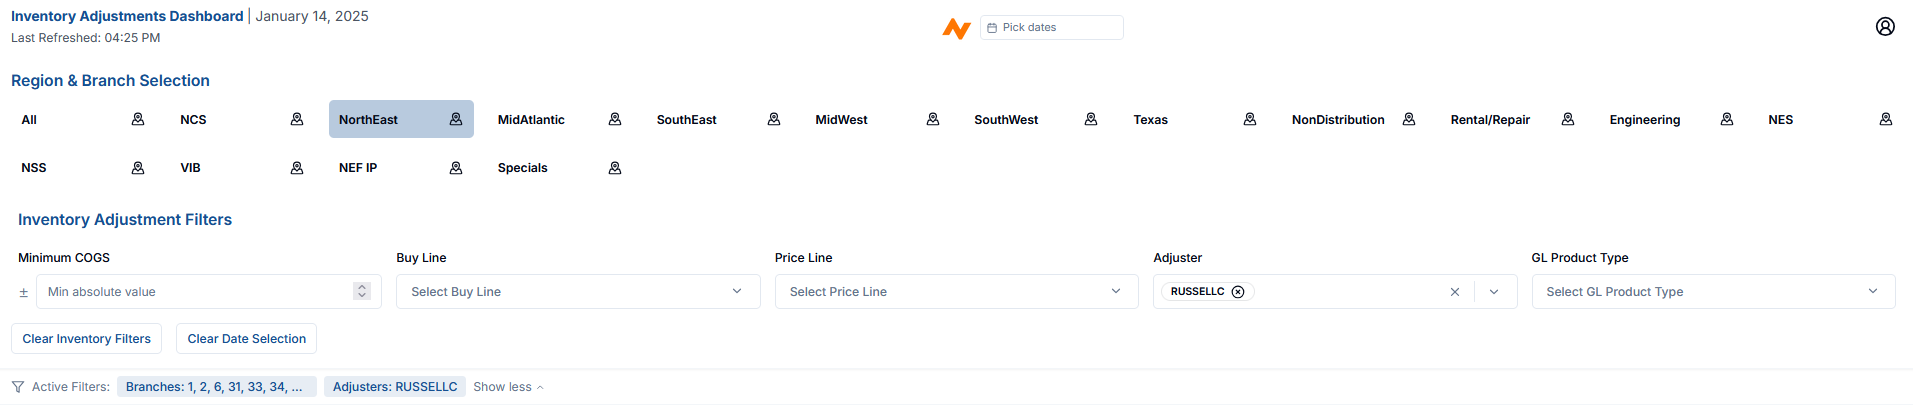 Inventory Adjustments Dashboard | January 14, 2025
Last Refreshed: 04:25 PM
Pick dates
Region & Branch Selection
All NCS NorthEast MidAtlantic SouthEast MidWest SouthWest Texas NonDistribution Rental/Repair Engineering NES
NSS VIB NEF IP Specials
Inventory Adjustment Filters
Minimum COGS Buy Line Price Line Adjuster GL Product Type
± Min absolute value Select Buy Line Select Price Line RUSSELLC Select GL Product Type
Clear Inventory Filters Clear Date Selection
Active Filters: Branches: 1, 2, 6, 31, 33, 34, ... Adjusters: RUSSELLC Show less